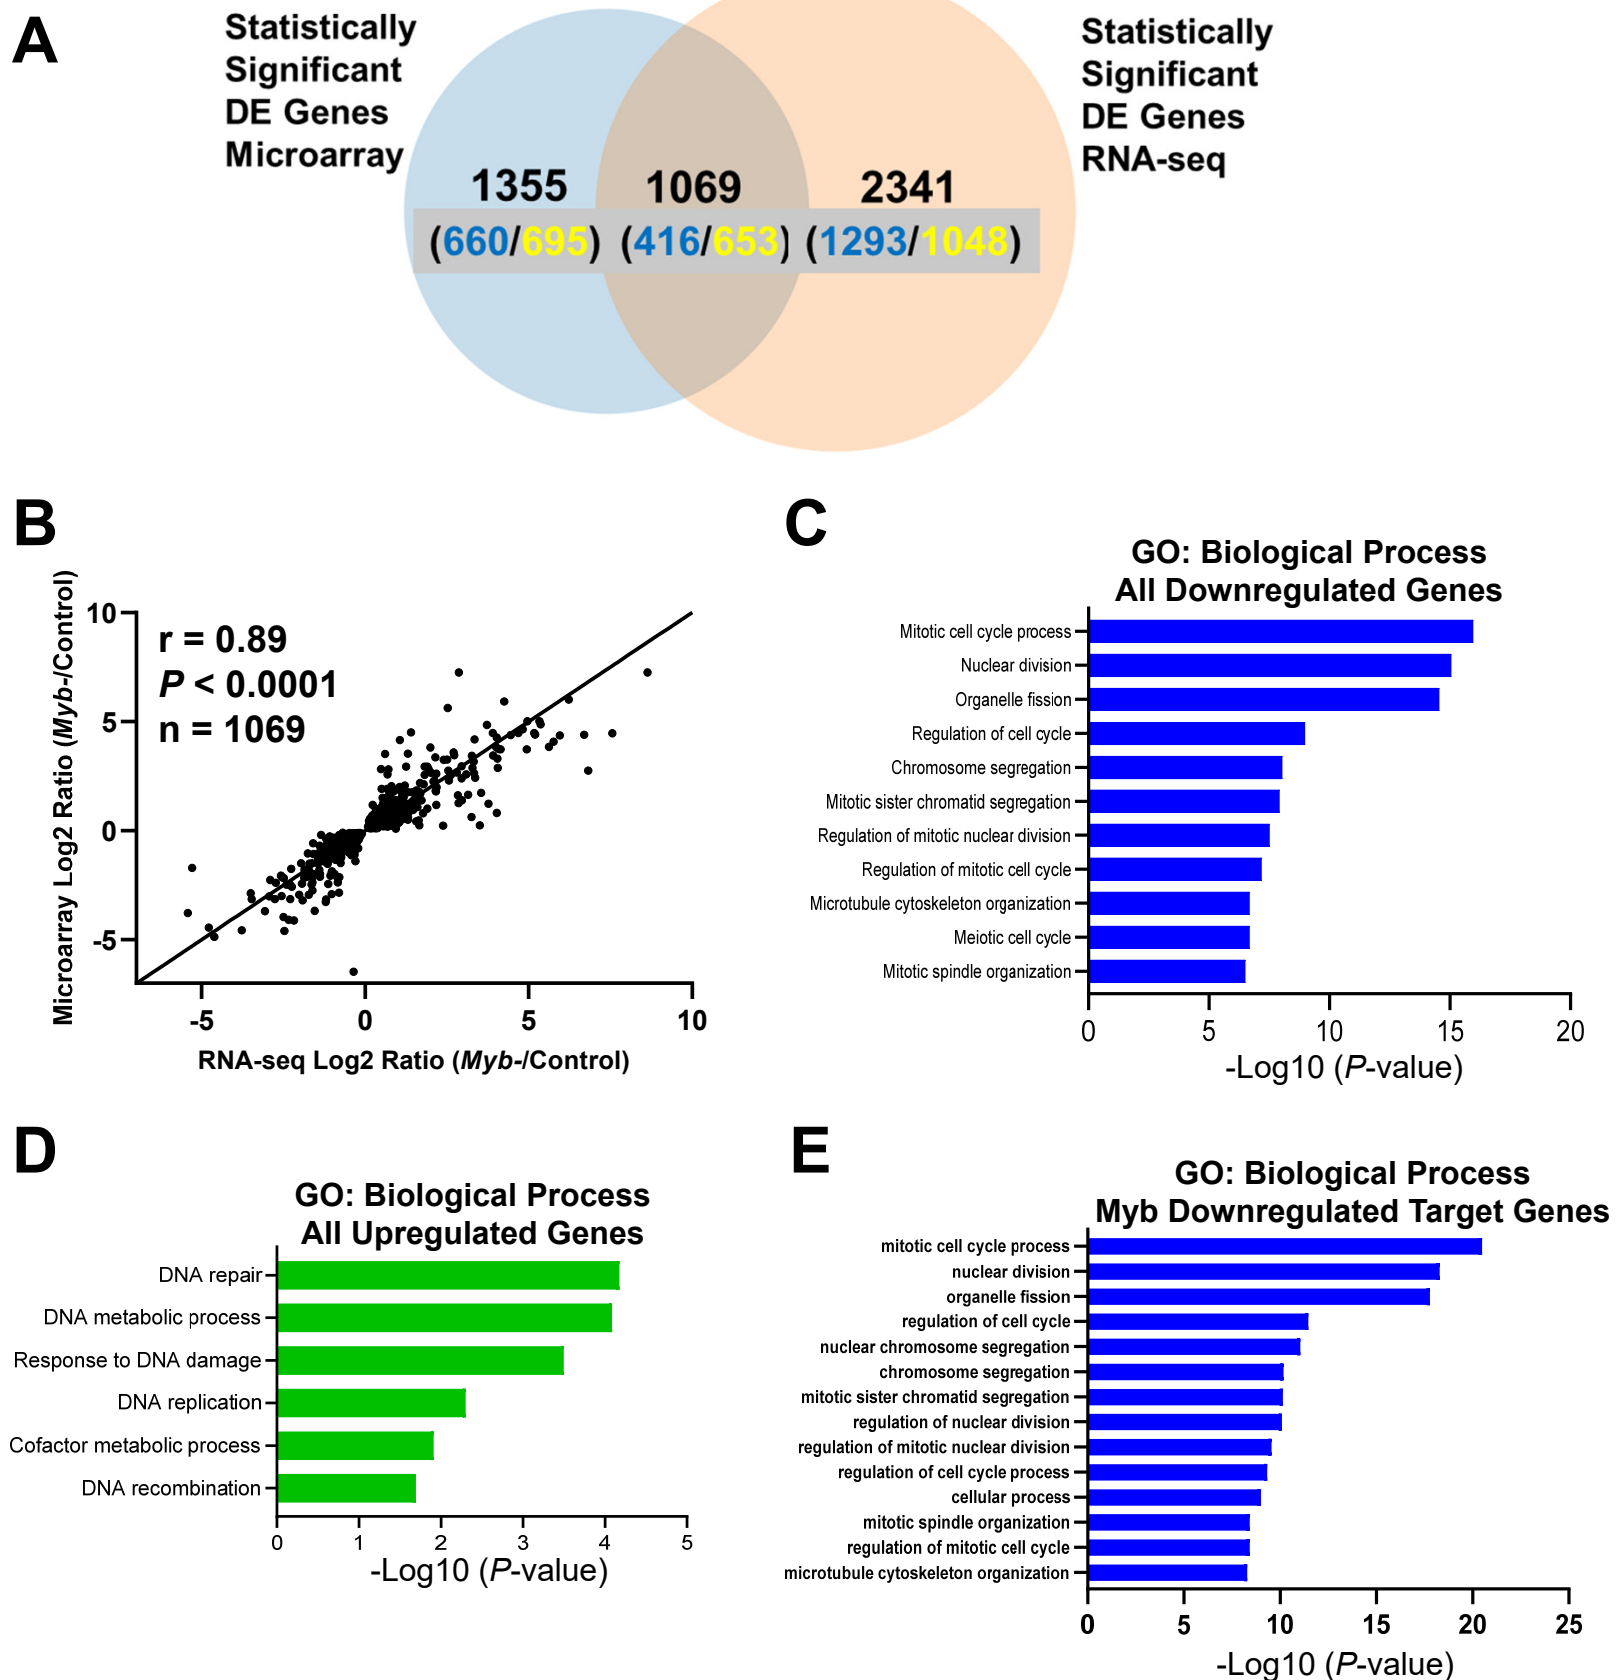 A
Statistically
Significant
DE Genes
Microarray
Statistically
Significant
DE Genes
RNA-seq
1355 1069 2341
(660/695) (416/653) (1293/1048)
B
Microarray Log2 Ratio (Myb-/Control)
r = 0.89
P < 0.0001
n = 1069
10
5
0
-5
-5 0 5 10
RNA-seq Log2 Ratio (Myb-/Control)
C
GO: Biological Process
All Downregulated Genes
Mitotic cell cycle process
Nuclear division
Organelle fission
Regulation of cell cycle
Chromosome segregation
Mitotic sister chromatid segregation
Regulation of mitotic nuclear division
Regulation of mitotic cell cycle
Microtubule cytoskeleton organization
Meiotic cell cycle
Mitotic spindle organization
0 5 10 15 20
-Log10 (P-value)
D
GO: Biological Process
All Upregulated Genes
DNA repair
DNA metabolic process
Response to DNA damage
DNA replication
Cofactor metabolic process
DNA recombination
0 1 2 3 4 5
-Log10 (P-value)
E
GO: Biological Process
Myb Downregulated Target Genes
mitotic cell cycle process
nuclear division
organelle fission
regulation of cell cycle
nuclear chromosome segregation
chromosome segregation
mitotic sister chromatid segregation
regulation of nuclear division
regulation of mitotic nuclear division
regulation of cell cycle process
cellular process
mitotic spindle organization
regulation of mitotic cell cycle
microtubule cytoskeleton organization
0 5 10 15 20 25
-Log10 (P-value)